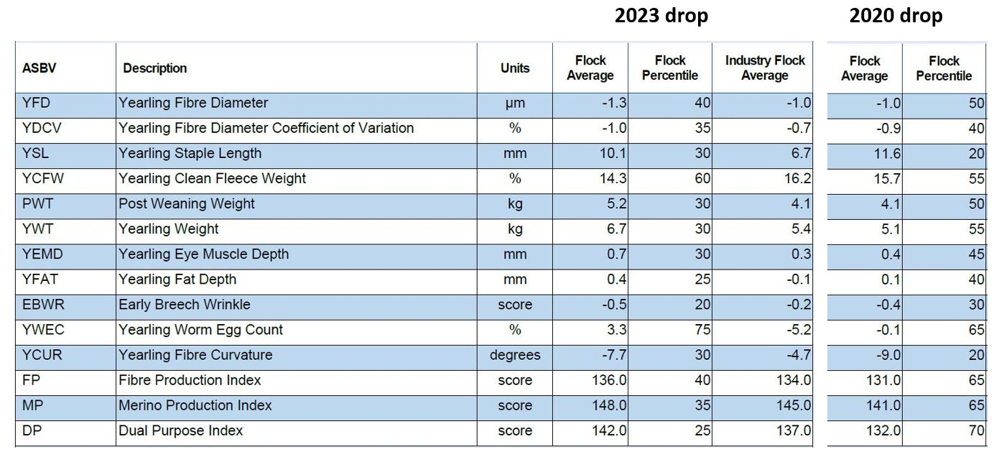 2023 drop 2020 drop
ASBV Description Units Flock Average Flock Percentile Industry Flock Average Flock Average Flock Percentile
YFD Yearling Fibre Diameter µm -1.3 40 -1.0 -1.0 50
YDCV Yearling Fibre Diameter Coefficient of Variation % -1.0 35 -0.7 -0.9 40
YSL Yearling Staple Length mm 10.1 30 6.7 11.6 20
YCFW Yearling Clean Fleece Weight % 14.3 60 16.2 15.7 55
PWT Post Weaning Weight kg 5.2 30 4.1 4.1 50
YWT Yearling Weight kg 6.7 30 5.4 5.1 55
YEMD Yearling Eye Muscle Depth mm 0.7 30 0.3 0.4 45
YFAT Yearling Fat Depth mm 0.4 25 -0.1 0.1 40
EBWR Early Breech Wrinkle score -0.5 20 -0.2 -0.4 30
YWEC Yearling Worm Egg Count % 3.3 75 -5.2 -0.1 65
YCUR Yearling Fibre Curvature degrees -7.7 30 -4.7 -9.0 20
FP Fibre Production Index score 136.0 40 134.0 131.0 65
MP Merino Production Index score 148.0 35 145.0 141.0 65
DP Dual Purpose Index score 142.0 25 137.0 132.0 70